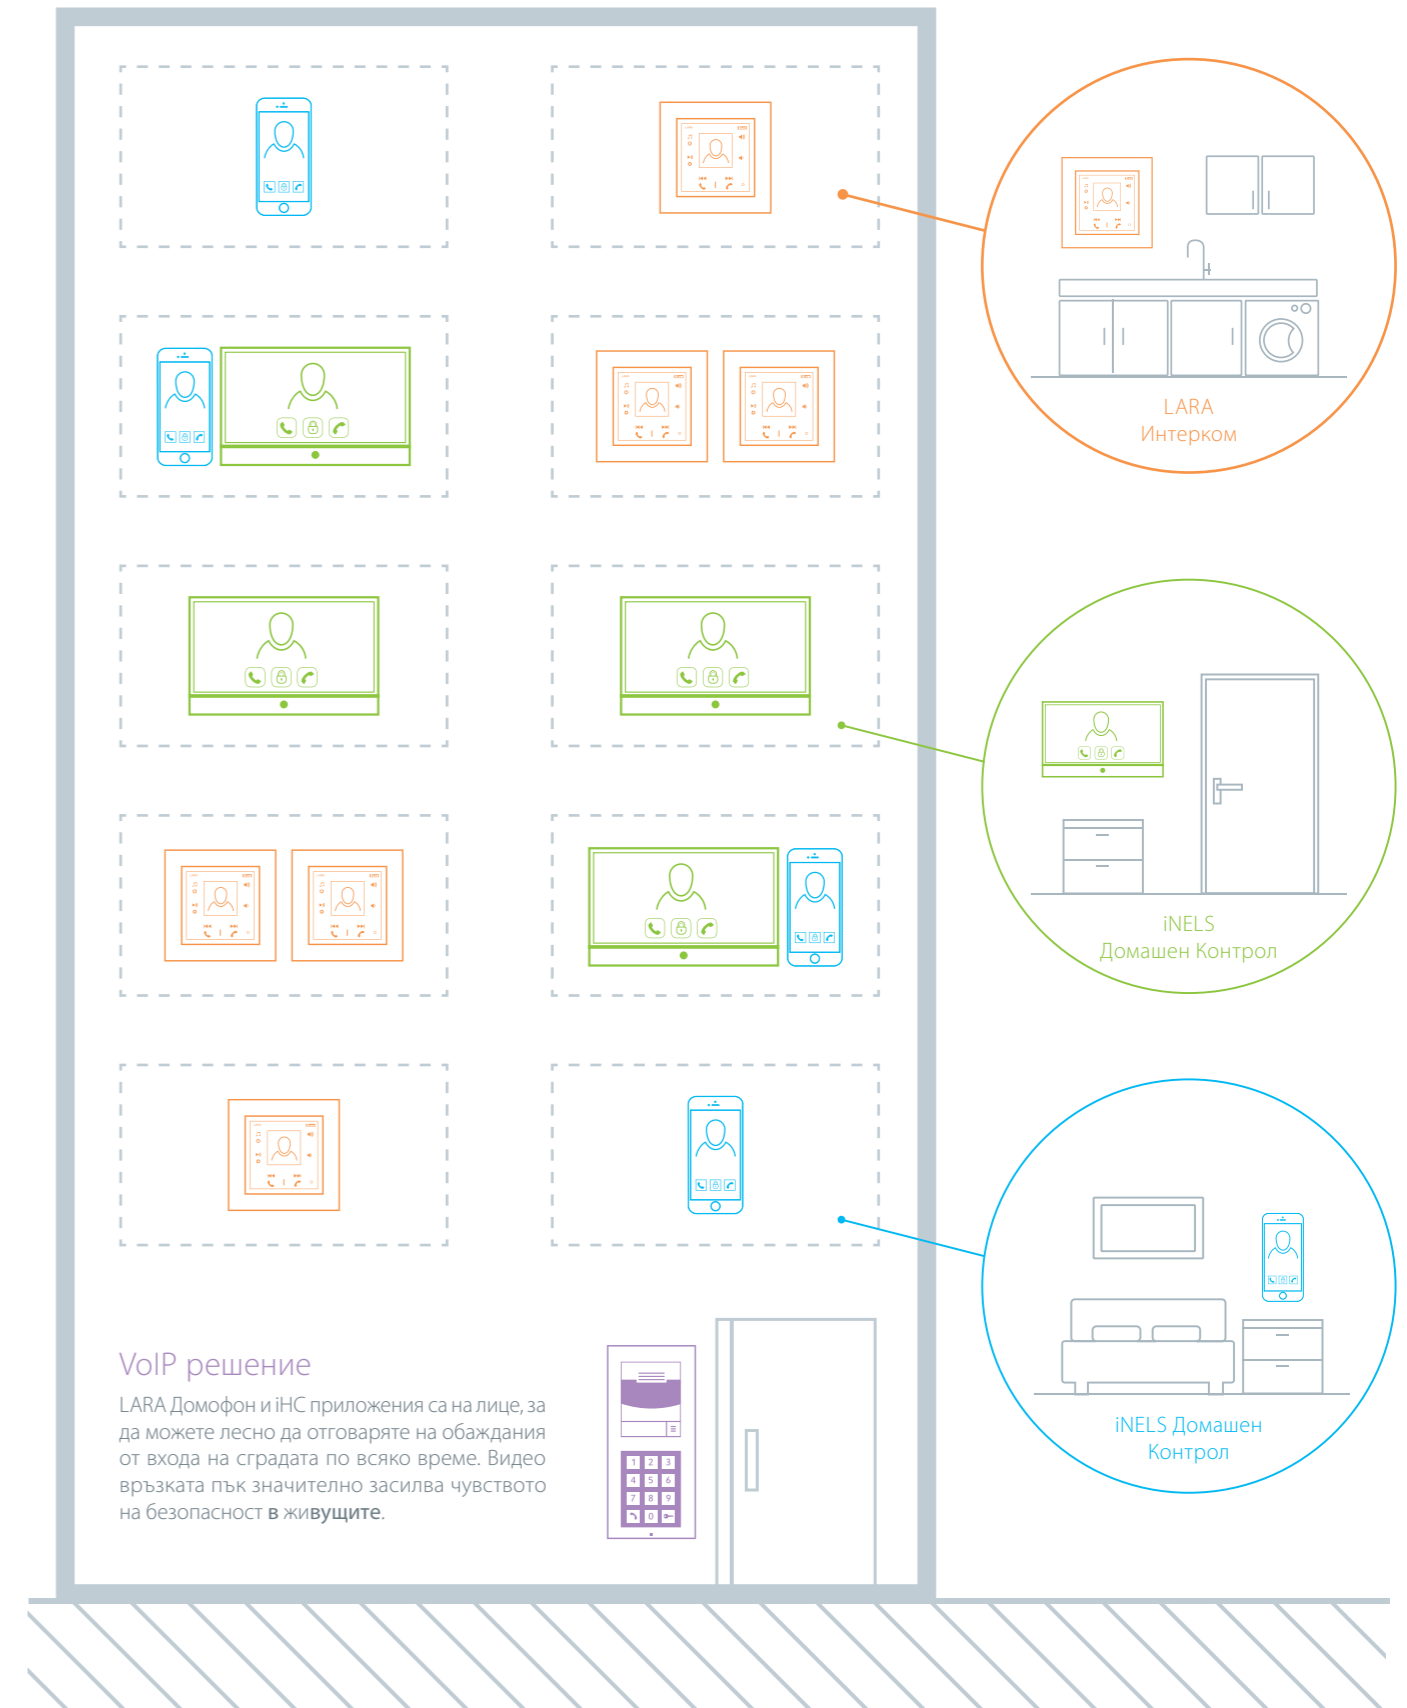 LARA
Интерком
iNELS
Домашен Контрол
iNELS Домашен
Контрол
VoIP решение
LARA Домофон и iHC приложения са на лице, за
да можете лесно да отговаряте на обаждания
от входа на сградата по всяко време. Видео
връзката пък значително засилва чувството
на безопасност в живущите.
1 2 3
4 5 6
7 8 9
0